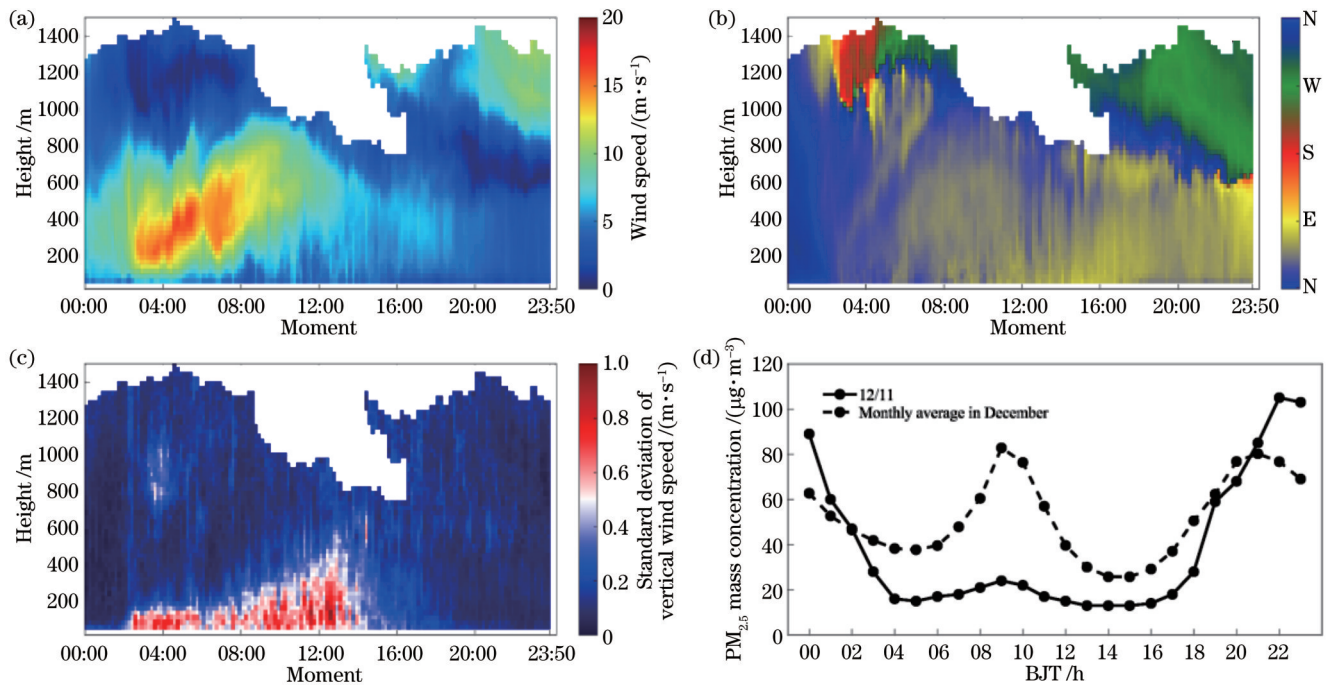 (a)
1400
1200
1000
800
600
400
200
Height /m
00:00 04:00 08:00 12:00 16:00 20:00 23:50
Moment
20
15
10
5
0
Wind speed /(m·s⁻¹)
(b)
1400
1200
1000
800
600
400
200
Height /m
00:00 04:00 08:00 12:00 16:00 20:00 23:50
Moment
N
W
S
E
N
(c)
1400
1200
1000
800
600
400
200
Height /m
00:00 04:00 08:00 12:00 16:00 20:00 23:50
Moment
1.0
0.8
0.6
0.4
0.2
0
Standard deviation of
vertical wind speed /(m·s⁻¹)
(d)
120
100
80
60
40
20
0
PM₂.₅ mass concentration /(μg·m⁻³)
12/11
Monthly average in December
00 02 04 06 08 10 12 14 16 18 20 22
BJT /h